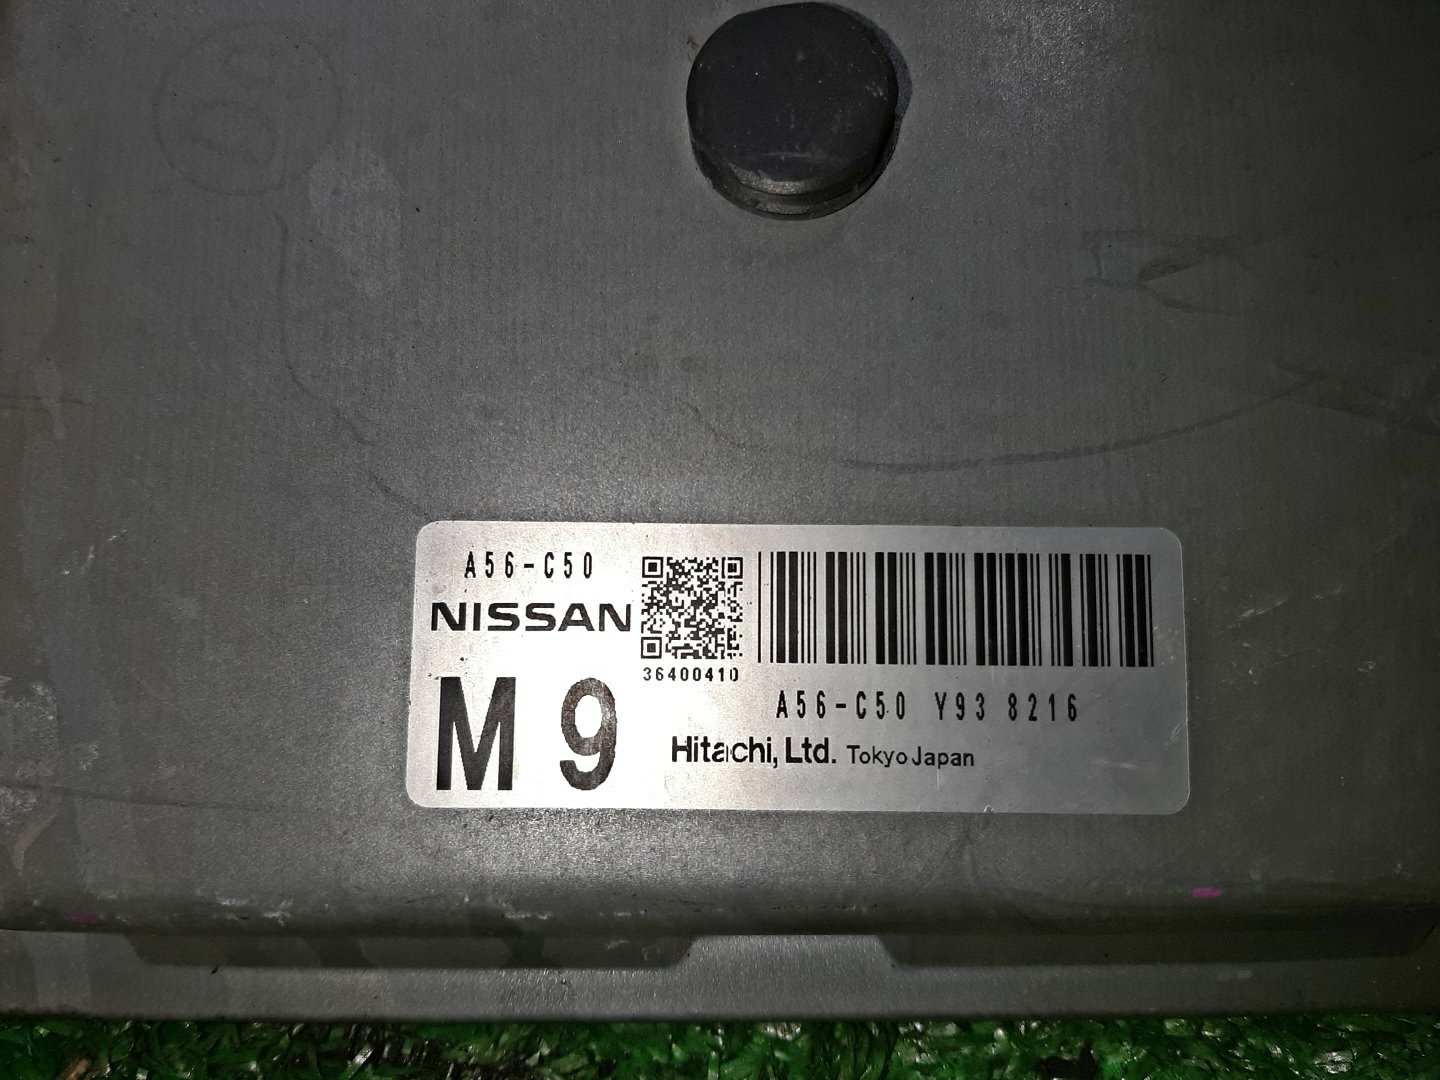 A56-C50
NISSAN
36400410
M 9
A56-C50 Y93 8216
Hitachi, Ltd. Tokyo Japan